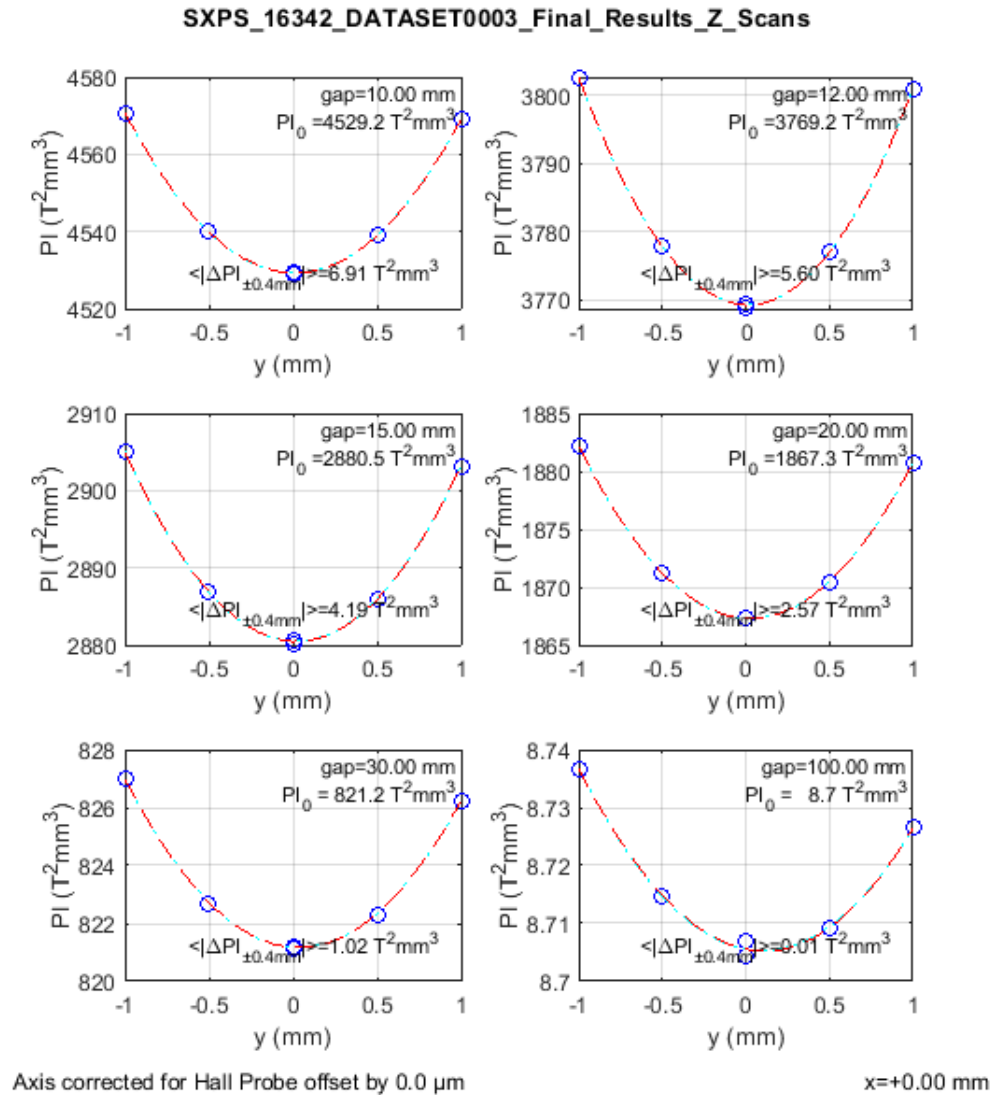 SXPS_16342_DATASET0003_Final_Results_Z_Scans
PI (T²mm³)
4580
4560
4540
4520
gap=10.00 mm
PI₀ =4529.2 T²mm³
<|ΔPI±0.4mm|>=6.91 T²mm³
-1 -0.5 0 0.5 1
y (mm)
PI (T²mm³)
3800
3790
3780
3770
gap=12.00 mm
PI₀ =3769.2 T²mm³
<|ΔPI±0.4mm|>=5.60 T²mm³
-1 -0.5 0 0.5 1
y (mm)
PI (T²mm³)
2910
2900
2890
2880
gap=15.00 mm
PI₀ =2880.5 T²mm³
<|ΔPI±0.4mm|>=4.19 T²mm³
-1 -0.5 0 0.5 1
y (mm)
PI (T²mm³)
1885
1880
1875
1870
1865
gap=20.00 mm
PI₀ =1867.3 T²mm³
<|ΔPI±0.4mm|>=2.57 T²mm³
-1 -0.5 0 0.5 1
y (mm)
PI (T²mm³)
828
826
824
822
820
gap=30.00 mm
PI₀ = 821.2 T²mm³
<|ΔPI±0.4mm|>=1.02 T²mm³
-1 -0.5 0 0.5 1
y (mm)
PI (T²mm³)
8.74
8.73
8.72
8.71
8.7
gap=100.00 mm
PI₀ = 8.7 T²mm³
<|ΔPI±0.4mm|>=0.01 T²mm³
-1 -0.5 0 0.5 1
y (mm)
Axis corrected for Hall Probe offset by 0.0 μm
x=+0.00 mm